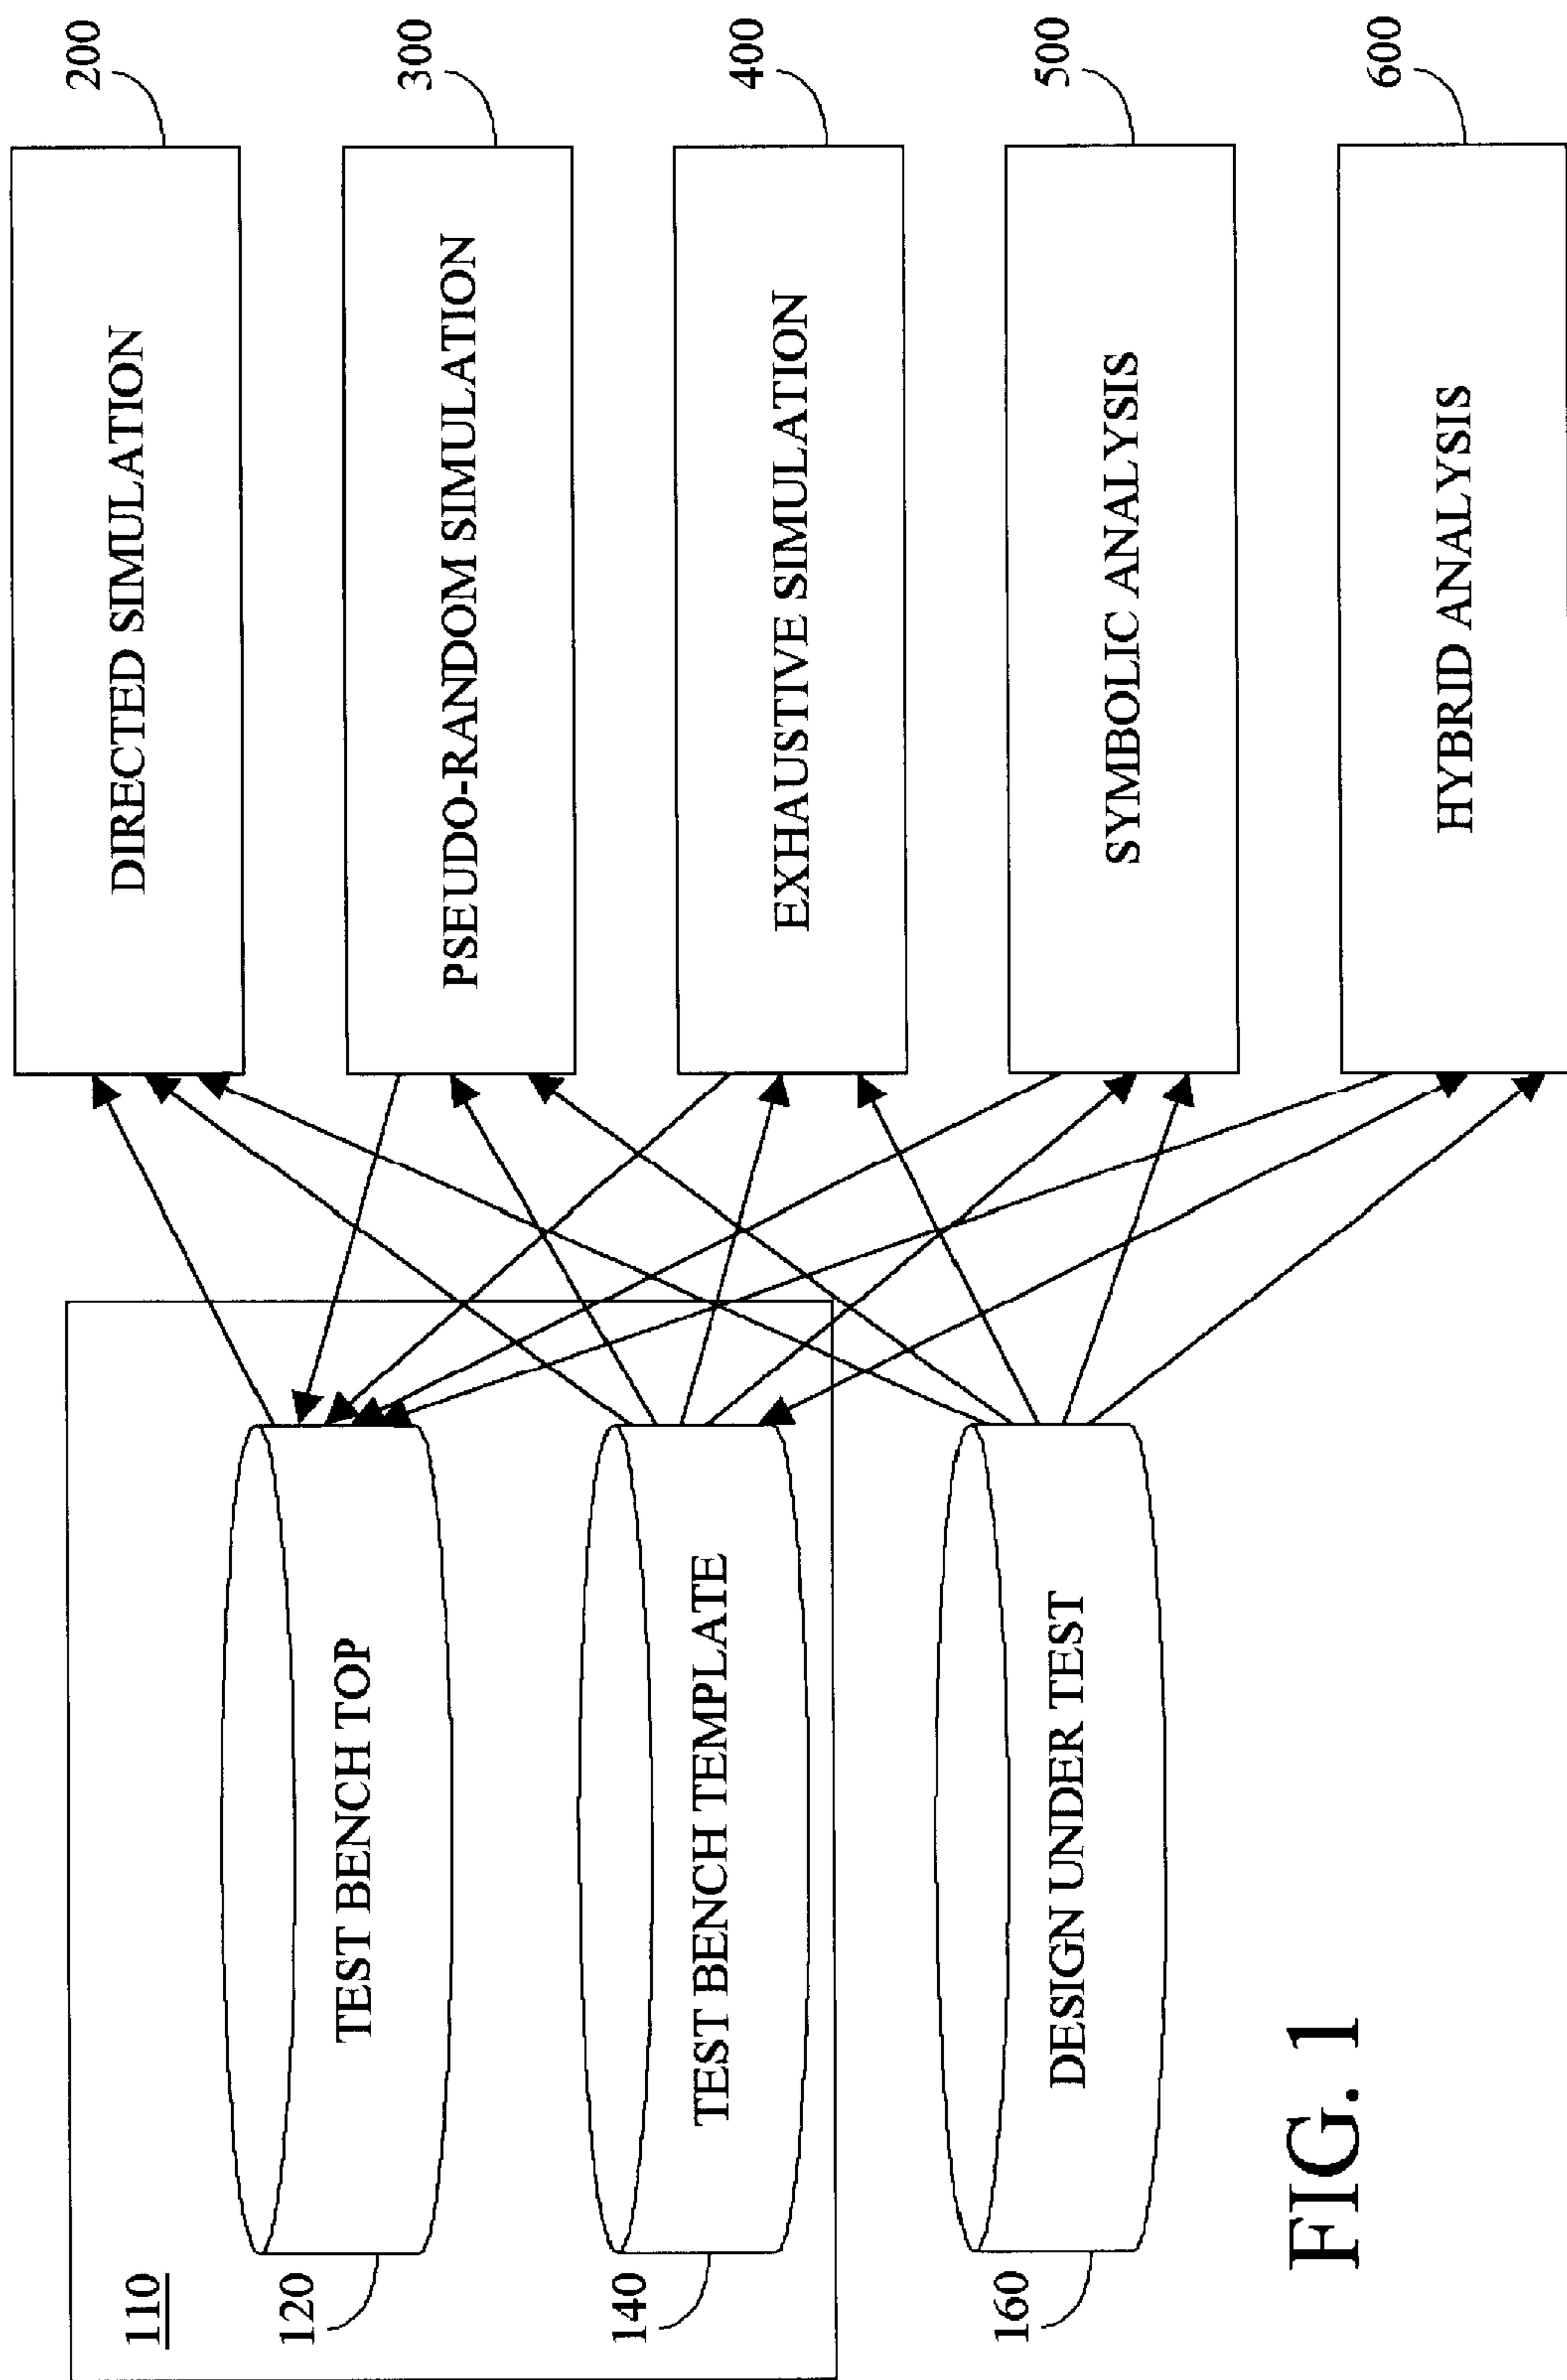 110
120
TEST BENCH TOP
140
TEST BENCH TEMPLATE
160
DESIGN UNDER TEST
200
DIRECTED SIMULATION
300
PSEUDO-RANDOM SIMULATION
400
EXHAUSTIVE SIMULATION
500
SYMBOLIC ANALYSIS
600
HYBRID ANALYSIS
FIG. 1